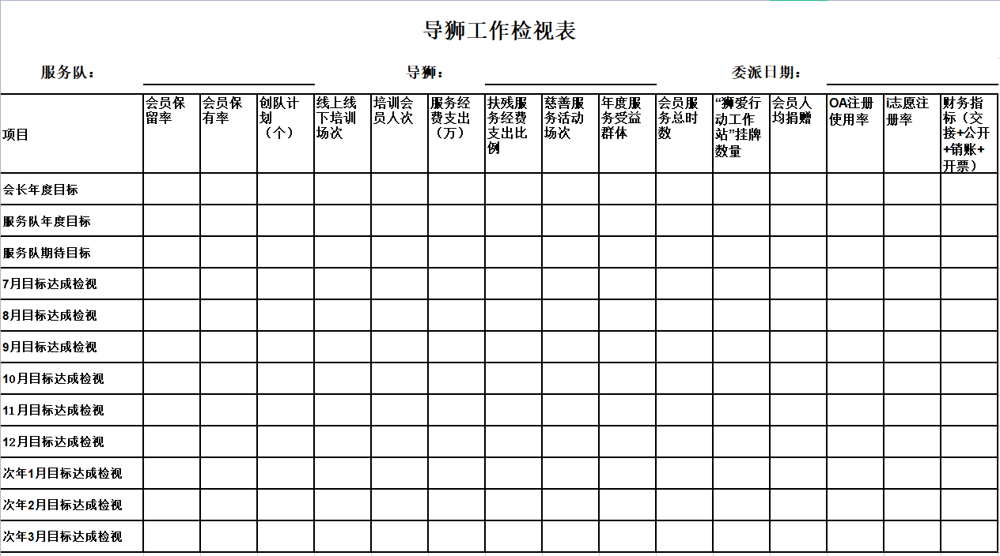 导狮工作检视表
服务队： 导狮： 委派日期：
项目
会员保
留率
会员保
有率
创队计
划
（个）
线上线
下培训
场次
培训会
员人次
服务经
费支出
（万）
扶残服
务经费
支出比
例
慈善服
务活动
场次
年度服
务受益
群体
会员服
务总时
数
“狮爱行
动工作
站”挂牌
数量
会员人
均捐赠
OA注册
使用率
i志愿注
册率
财务指
标（交
接+公开
+销账+
开票）
会长年度目标
服务队年度目标
服务队期待目标
7月目标达成检视
8月目标达成检视
9月目标达成检视
10月目标达成检视
11月目标达成检视
12月目标达成检视
次年1月目标达成检视
次年2月目标达成检视
次年3月目标达成检视